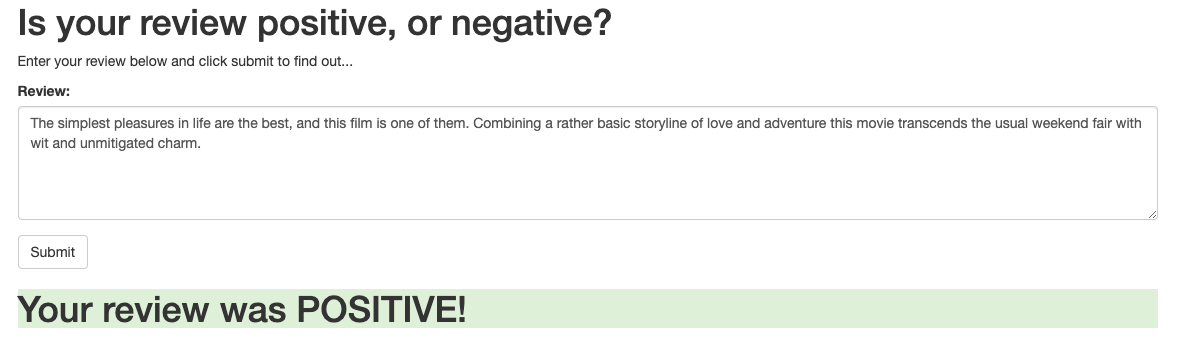 Is your review positive, or negative?
Enter your review below and click submit to find out...
Review:
The simplest pleasures in life are the best, and this film is one of them. Combining a rather basic storyline of love and adventure this movie transcends the usual weekend fair with
wit and unmitigated charm.
Submit
Your review was POSITIVE!